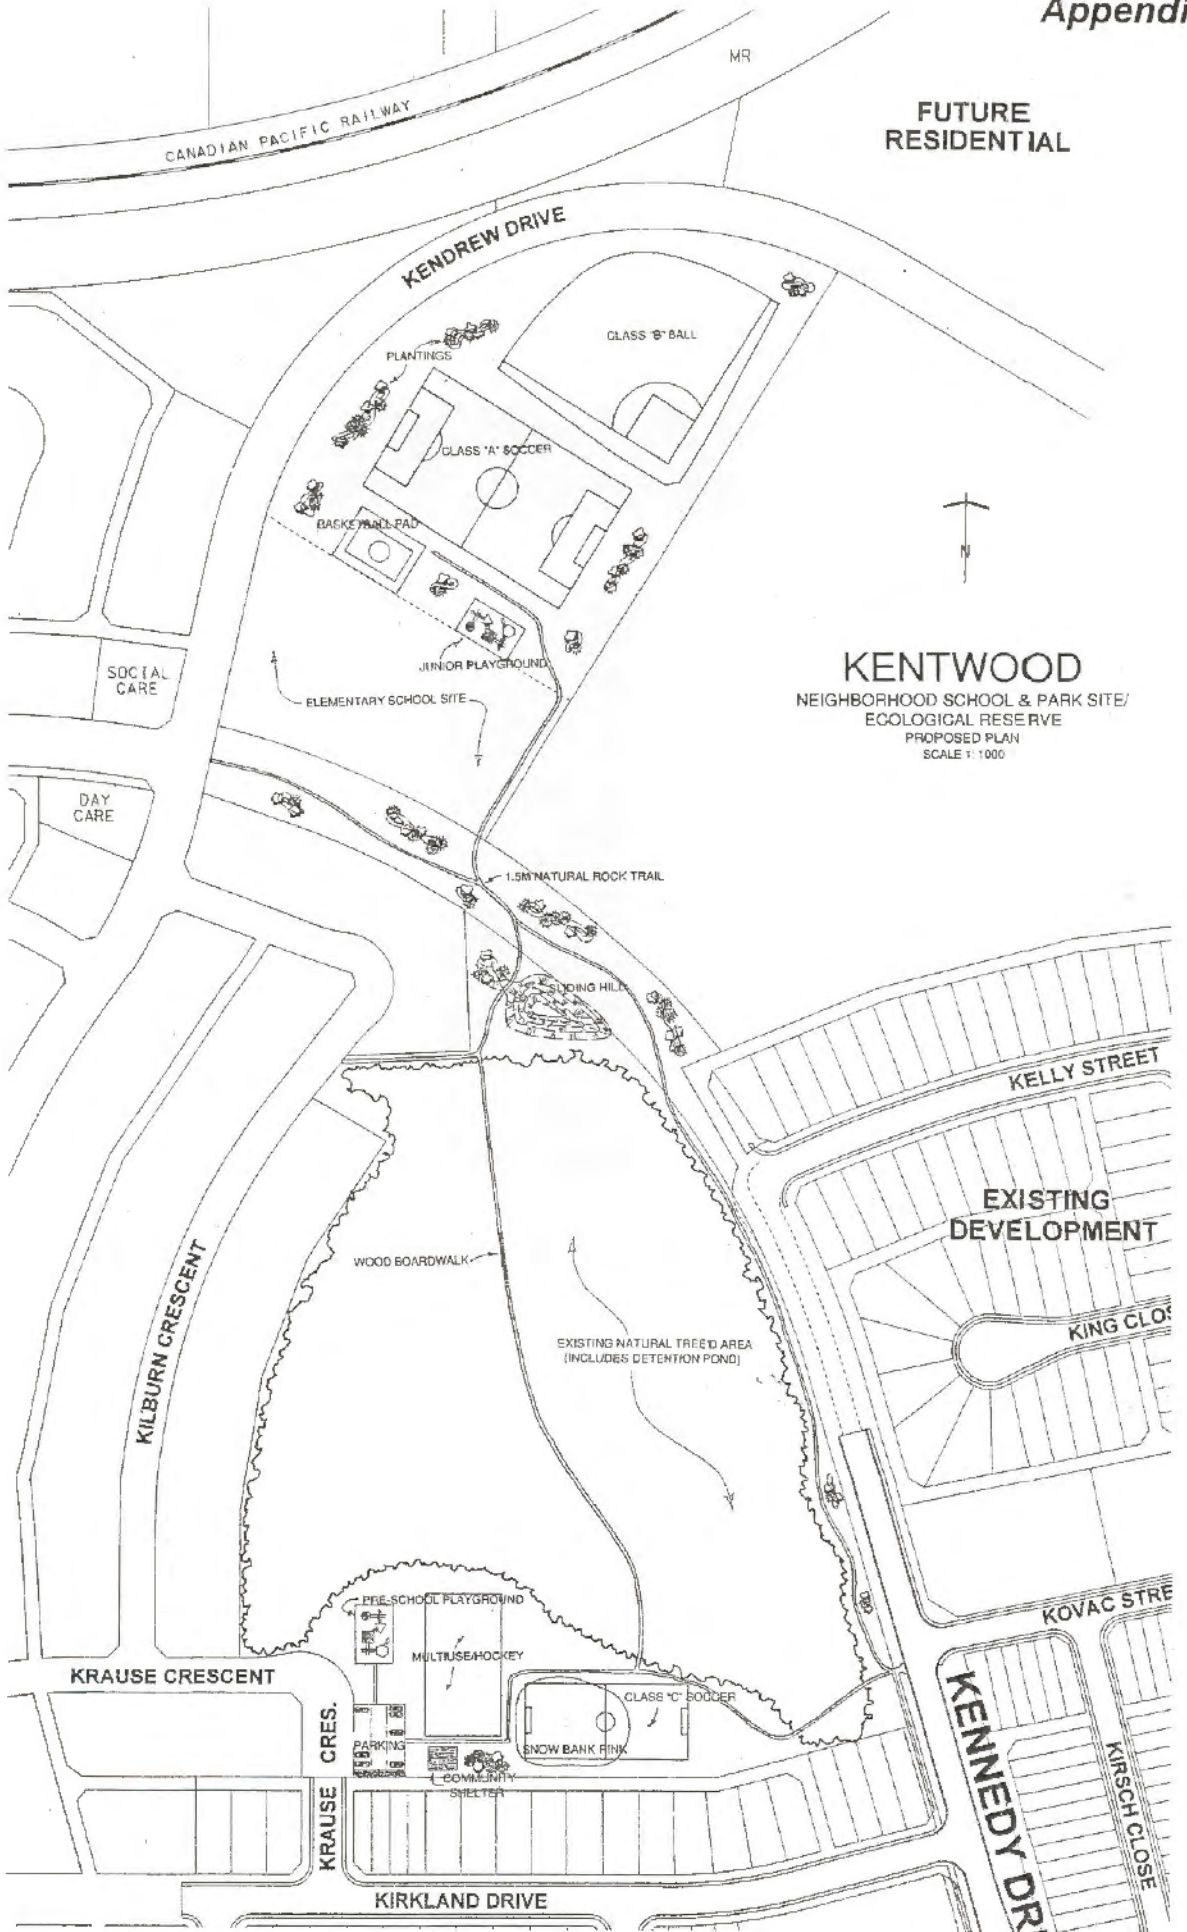 Appendi
MR
FUTURE
RESIDENTIAL
CANADIAN PACIFIC RAILWAY
KENDREW DRIVE
CLASS "B" BALL
PLANTINGS
CLASS "A" SOCCER
BASKETBALL PAD
N
JUNIOR PLAYGROUND
SOCIAL
CARE
ELEMENTARY SCHOOL SITE
KENTWOOD
NEIGHBORHOOD SCHOOL & PARK SITE/
ECOLOGICAL RESERVE
PROPOSED PLAN
SCALE 1:1000
DAY
CARE
1.5M NATURAL ROCK TRAIL
SLIDING HILL
KELLY STREET
EXISTING
DEVELOPMENT
WOOD BOARDWALK
KILBURN CRESCENT
KING CLOS
EXISTING NATURAL TREE'D AREA
(INCLUDES DETENTION POND)
PRE-SCHOOL PLAYGROUND
KOVAC STRE
MULTIUSE/HOCKEY
KRAUSE CRESCENT
CLASS "C" SOCCER
KRAUSE CRES.
PARKING
SNOW BANK RINK
COMMUNITY
SHELTER
KENNEDY DR
KIRSCH CLOSE
KIRKLAND DRIVE